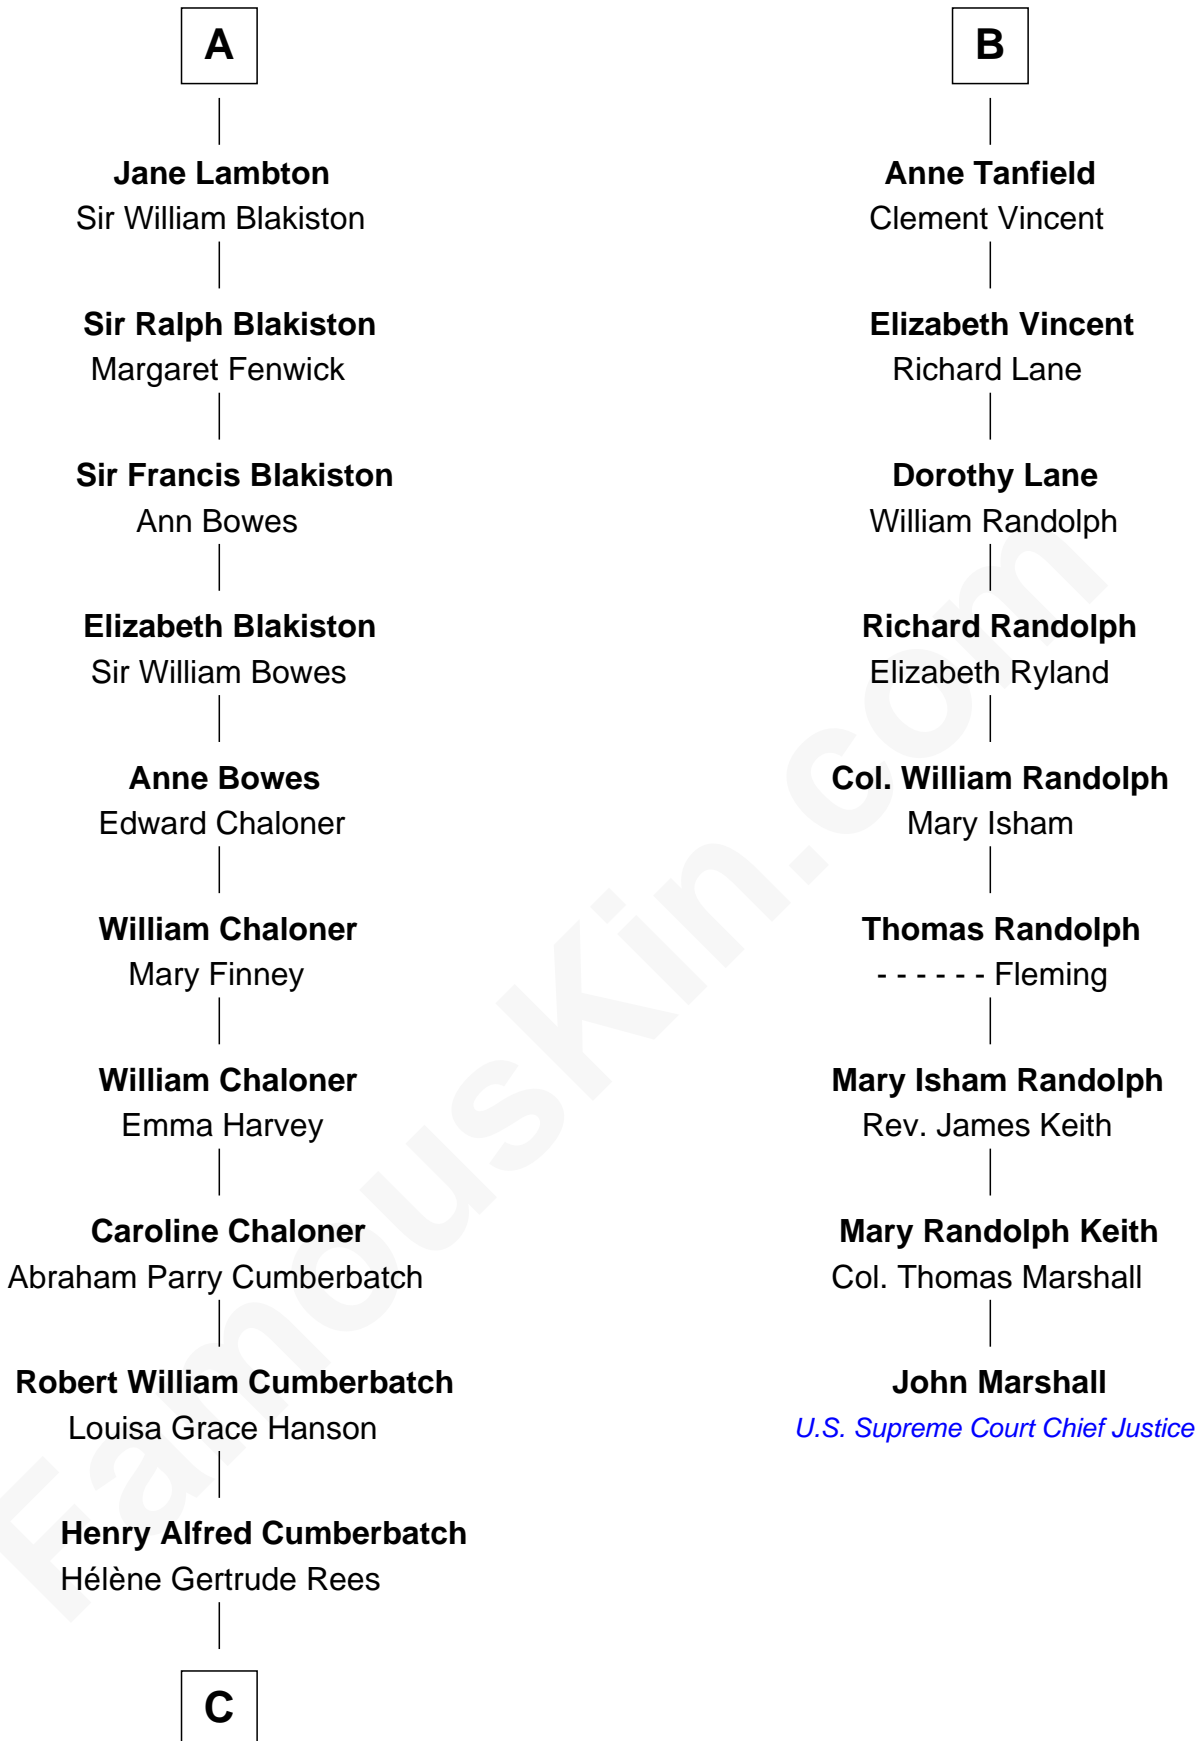 A
Jane Lambton
Sir William Blakiston
Sir Ralph Blakiston
Margaret Fenwick
Sir Francis Blakiston
Ann Bowes
Elizabeth Blakiston
Sir William Bowes
Anne Bowes
Edward Chaloner
William Chaloner
Mary Finney
William Chaloner
Emma Harvey
Caroline Chaloner
Abraham Parry Cumberbatch
Robert William Cumberbatch
Louisa Grace Hanson
Henry Alfred Cumberbatch
Hélène Gertrude Rees
C
B
Anne Tanfield
Clement Vincent
Elizabeth Vincent
Richard Lane
Dorothy Lane
William Randolph
Richard Randolph
Elizabeth Ryland
Col. William Randolph
Mary Isham
Thomas Randolph
- - - - - - Fleming
Mary Isham Randolph
Rev. James Keith
Mary Randolph Keith
Col. Thomas Marshall
John Marshall
U.S. Supreme Court Chief Justice
FamousKin.com